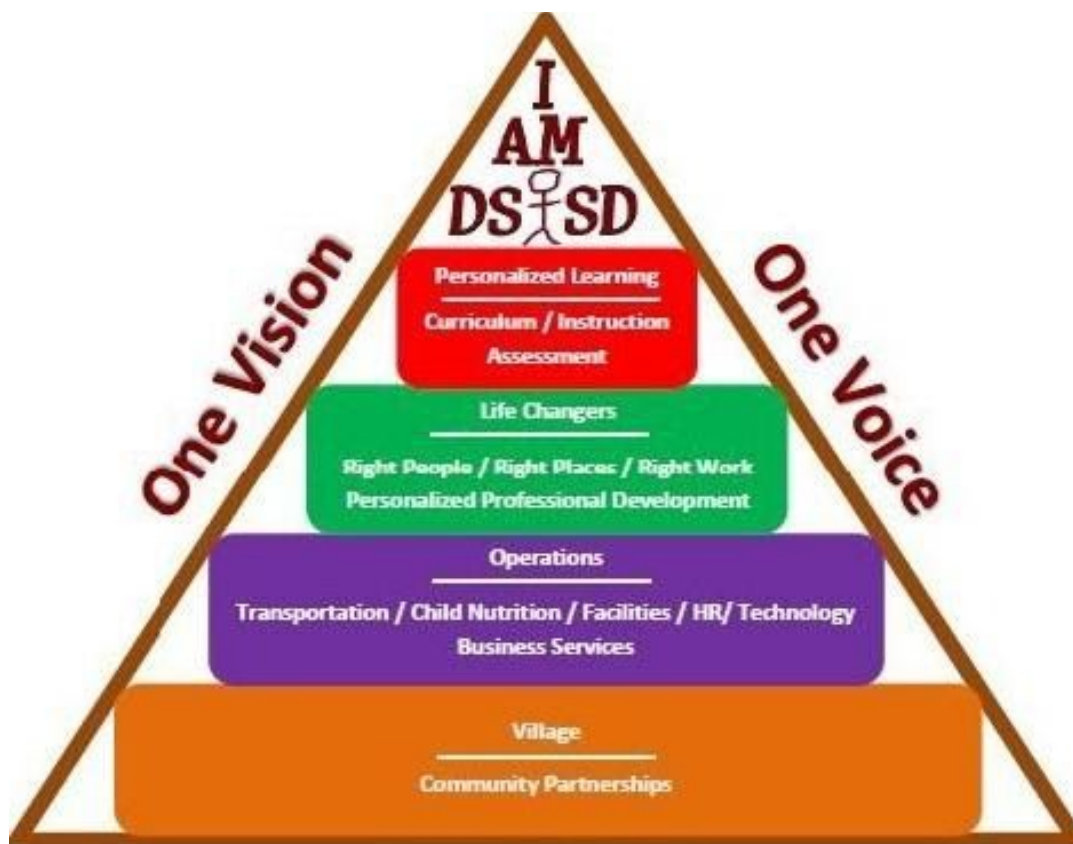 I
AM
DS SD
One Vision
One Voice
Personalized Learning
Curriculum / Instruction
Assessment
Life Changers
Right People / Right Places / Right Work
Personalized Professional Development
Operations
Transportation / Child Nutrition / Facilities / HR/ Technology
Business Services
Village
Community Partnerships